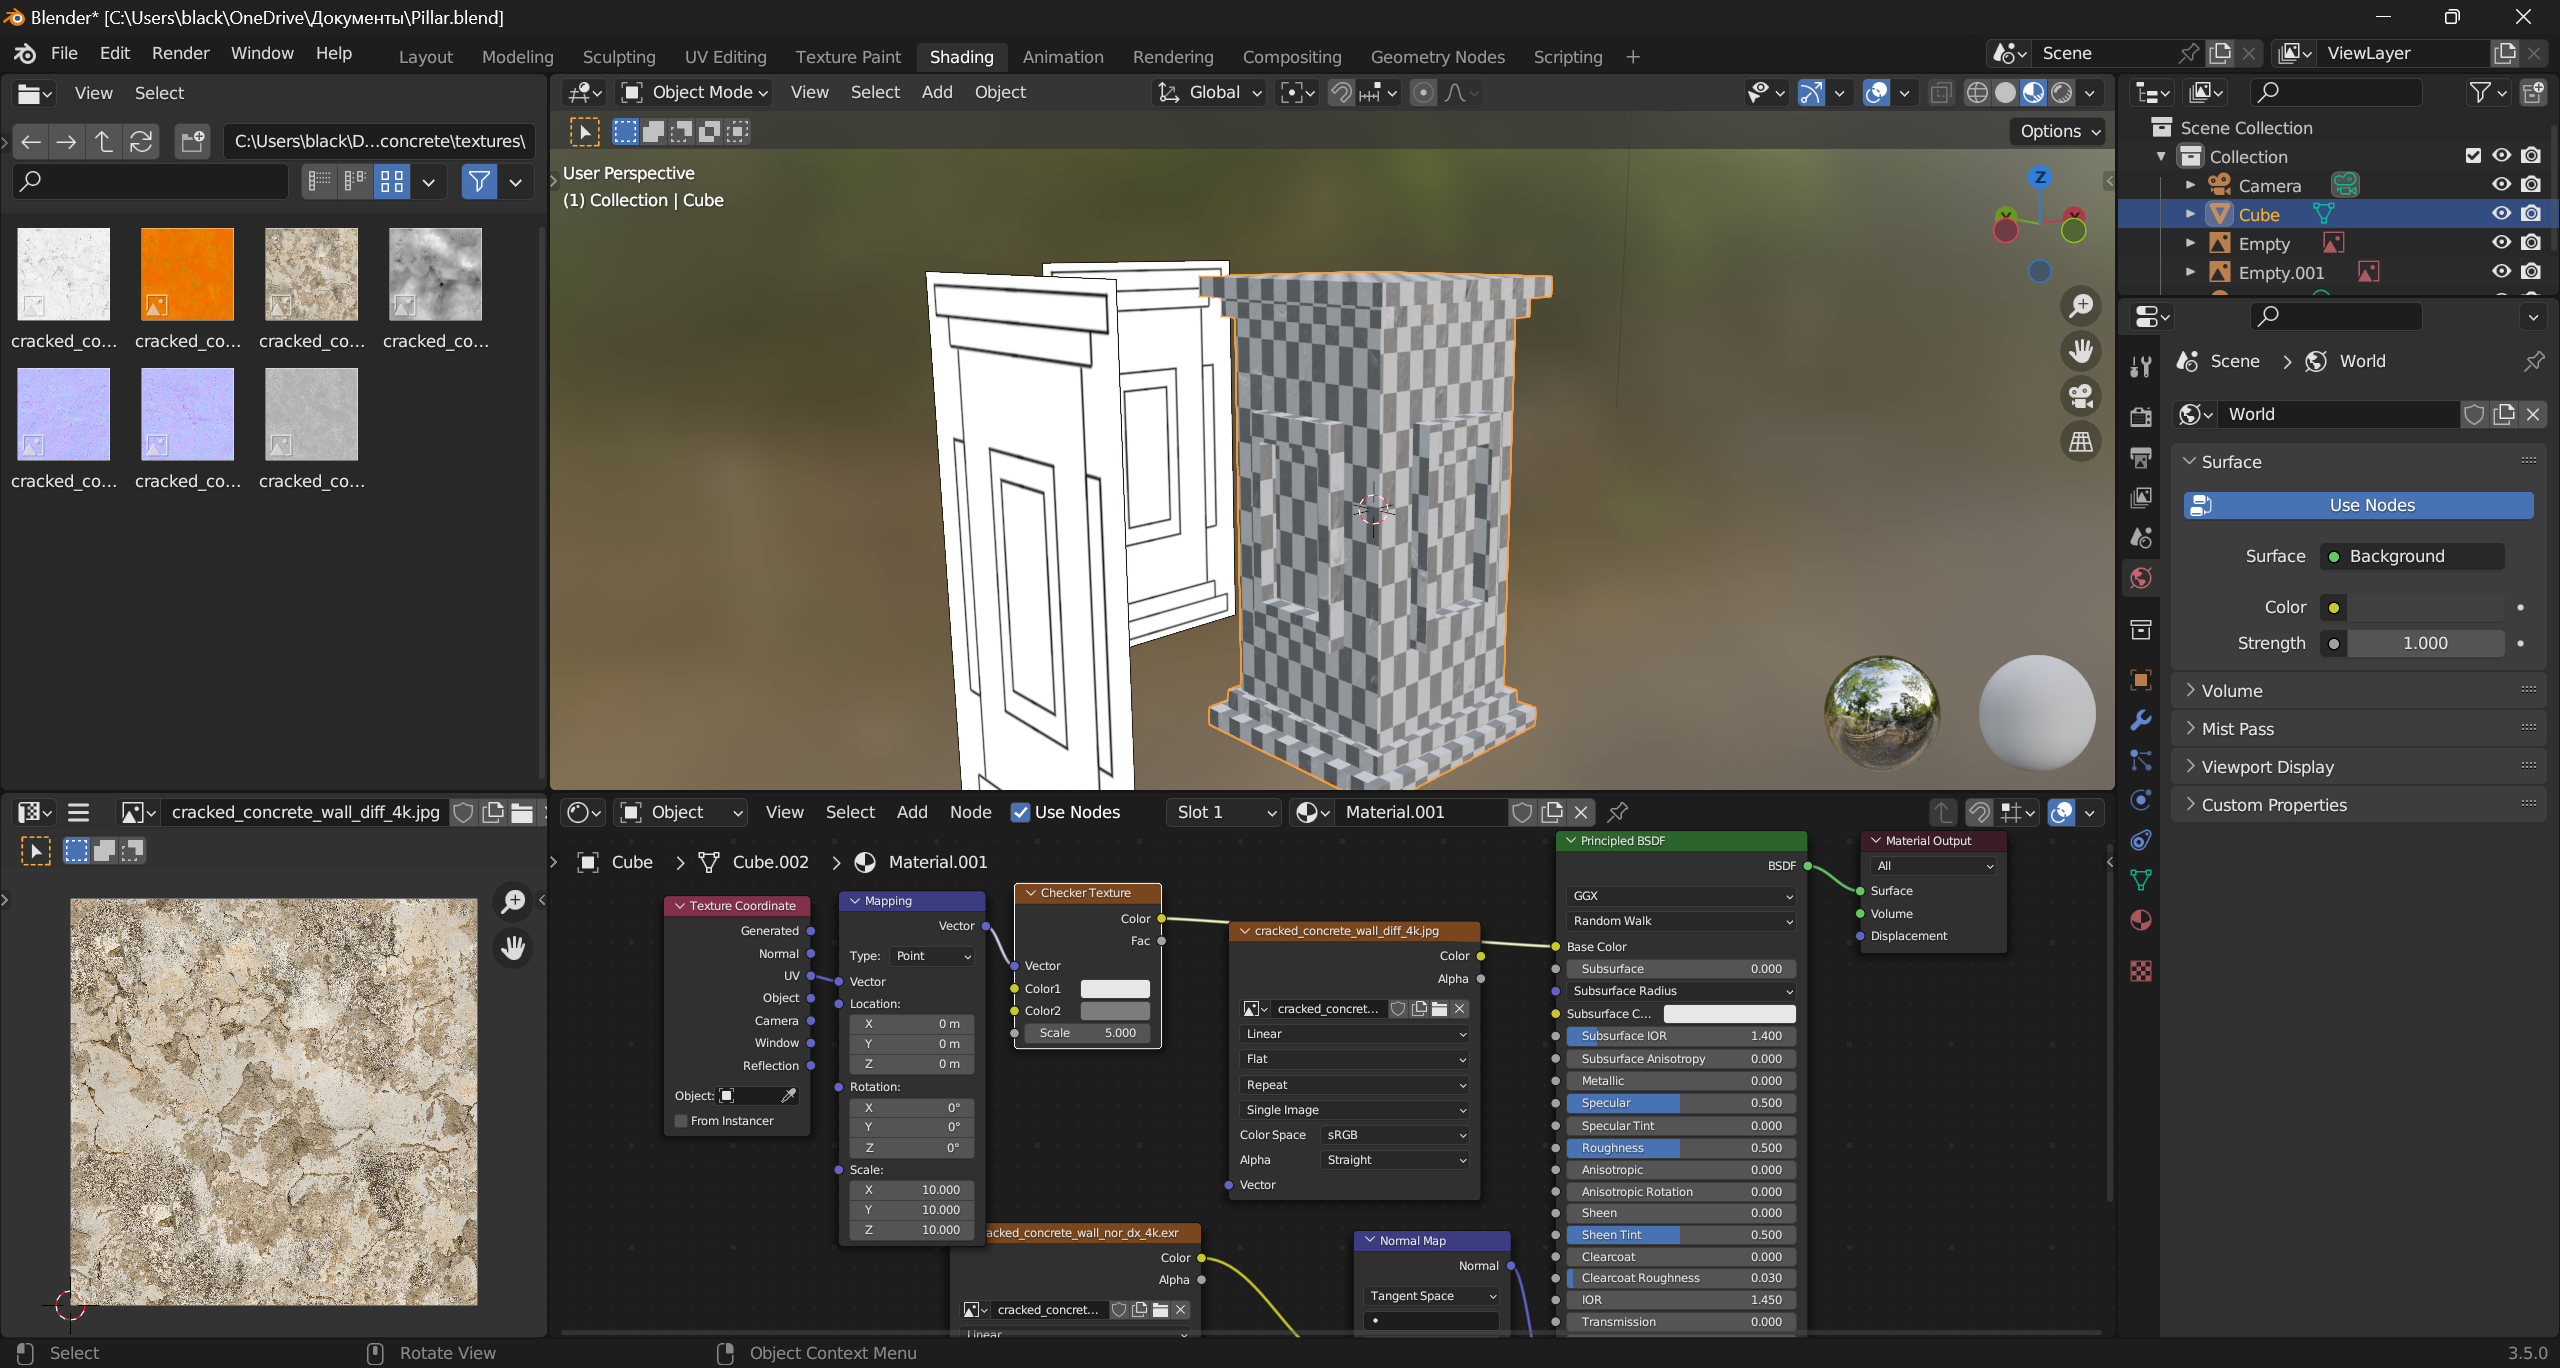 Blender* [C:\Users\black\OneDrive\Документы\Pillar.blend]
File Edit Render Window Help
Layout Modeling Sculpting UV Editing Texture Paint Shading Animation Rendering Compositing Geometry Nodes Scripting +
Scene
ViewLayer
View Select
C:\Users\black\D...concrete\textures\
cracked_co... cracked_co... cracked_co... cracked_co...
cracked_co... cracked_co... cracked_co...
Object Mode View Select Add Object
Global
Options
User Perspective
(1) Collection | Cube
Z
Y
X
Scene Collection
Collection
Camera
Cube
Empty
Empty.001
Scene > World
World
Surface
Use Nodes
Surface Background
Color
Strength 1.000
Volume
Mist Pass
Viewport Display
Custom Properties
cracked_concrete_wall_diff_4k.jpg
Object View Select Add Node Use Nodes Slot 1 Material.001
Cube > Cube.002 > Material.001
Texture Coordinate
Generated
Normal
UV
Object
Camera
Window
Reflection
Object:
From Instancer
Mapping
Vector
Type: Point
Vector
Location:
X 0 m
Y 0 m
Z 0 m
Rotation:
X 0°
Y 0°
Z 0°
Scale:
X 10.000
Y 10.000
Z 10.000
Checker Texture
Color
Fac
Vector
Color1
Color2
Scale 5.000
cracked_concrete_wall_diff_4k.jpg
Color
Alpha
cracked_concret...
Linear
Flat
Repeat
Single Image
Color Space sRGB
Alpha Straight
Vector
acked_concrete_wall_nor_dx_4k.exr
Color
Alpha
cracked_concret...
Linear
Normal Map
Normal
Tangent Space
Principled BSDF
BSDF
GGX
Random Walk
Base Color
Subsurface 0.000
Subsurface Radius
Subsurface C...
Subsurface IOR 1.400
Subsurface Anisotropy 0.000
Metallic 0.000
Specular 0.500
Specular Tint 0.000
Roughness 0.500
Anisotropic 0.000
Anisotropic Rotation 0.000
Sheen 0.000
Sheen Tint 0.500
Clearcoat 0.000
Clearcoat Roughness 0.030
IOR 1.450
Transmission 0.000
Material Output
All
Surface
Volume
Displacement
Select
Rotate View
Object Context Menu
3.5.0